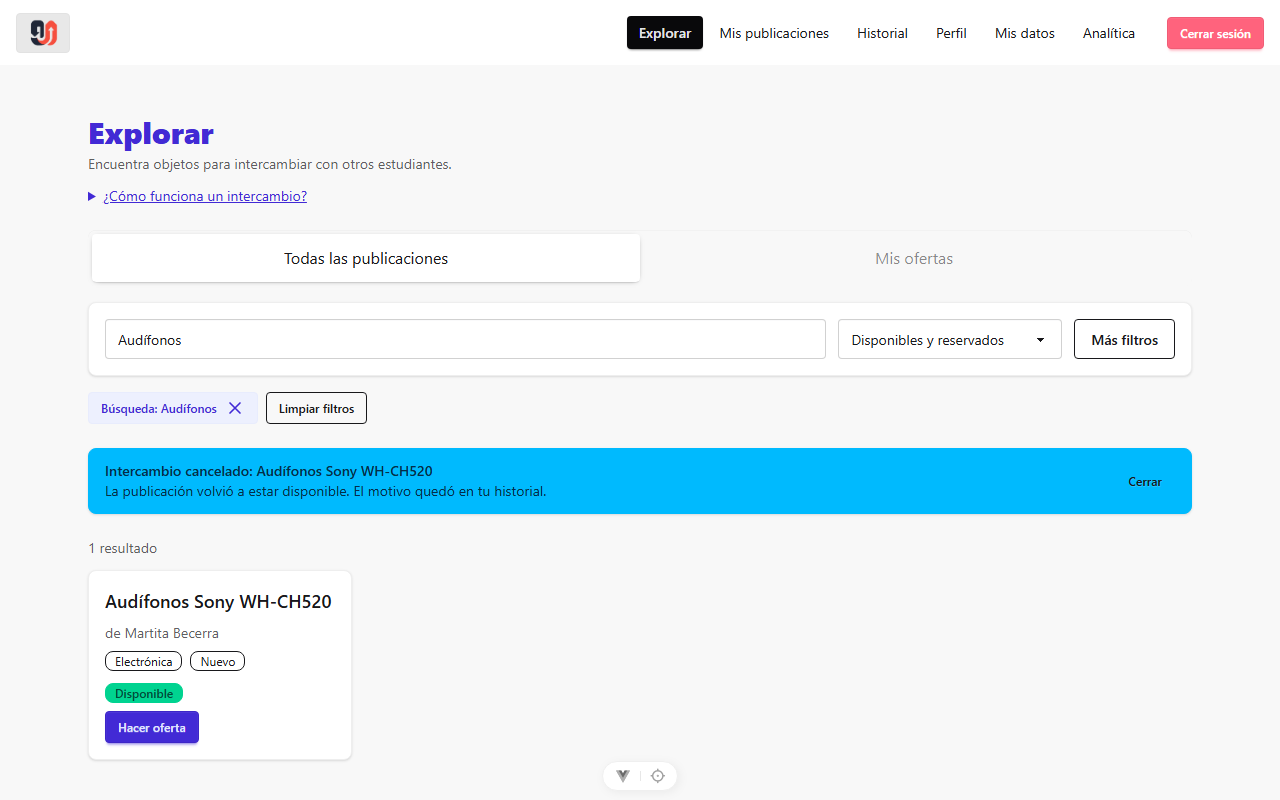 Explorar
Mis publicaciones
Historial
Perfil
Mis datos
Analítica
Cerrar sesión
Explorar
Encuentra objetos para intercambiar con otros estudiantes.
¿Cómo funciona un intercambio?
Todas las publicaciones
Mis ofertas
Audífonos
Disponibles y reservados
Más filtros
Búsqueda: Audífonos
Limpiar filtros
Intercambio cancelado: Audífonos Sony WH-CH520
La publicación volvió a estar disponible. El motivo quedó en tu historial.
Cerrar
1 resultado
Audífonos Sony WH-CH520
de Martita Becerra
Electrónica
Nuevo
Disponible
Hacer oferta